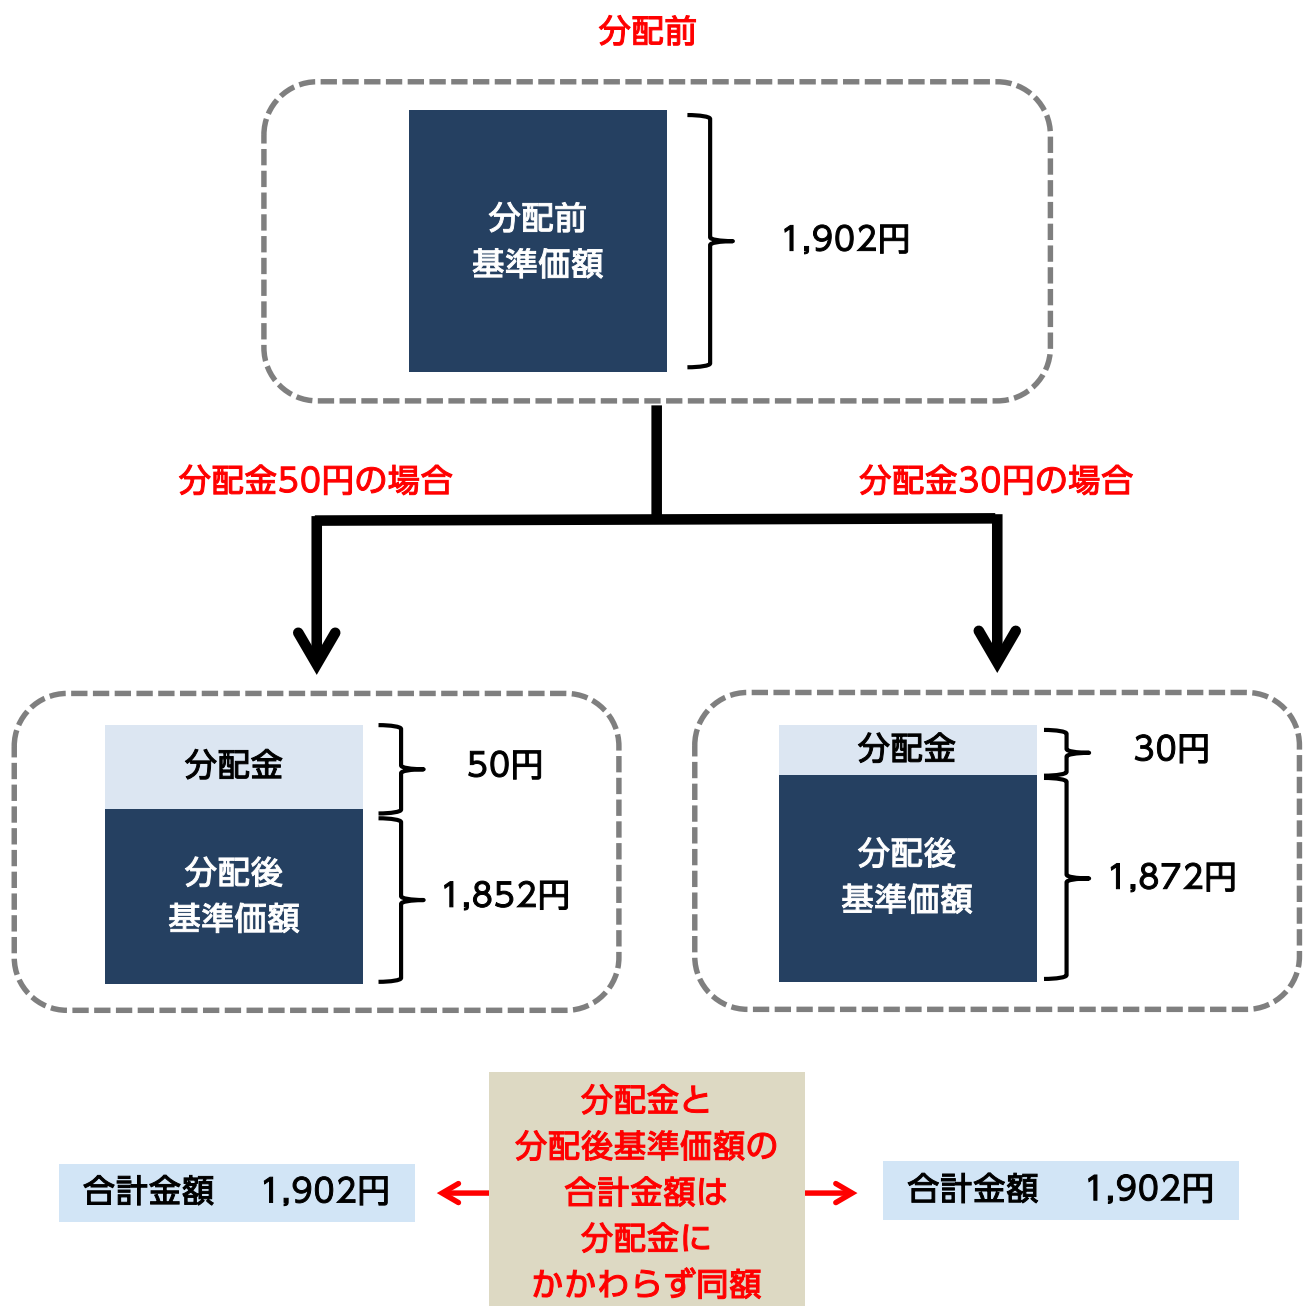 分配前
分配前
基準価額
1,902円
分配金50円の場合
分配金30円の場合
分配金
50円
分配後
基準価額
1,852円
分配金
30円
分配後
基準価額
1,872円
分配金と
分配後基準価額の
合計金額は
分配金に
かかわらず同額
合計金額 1,902円
合計金額 1,902円